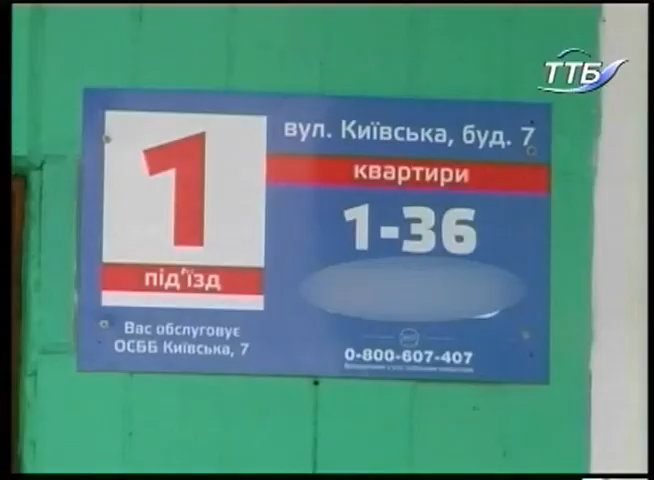 ТТБ
вул. Київська, буд. 7
1
квартири
1-36
під'їзд
Вас обслуговує
ОСББ Київська, 7
0-800-607-407